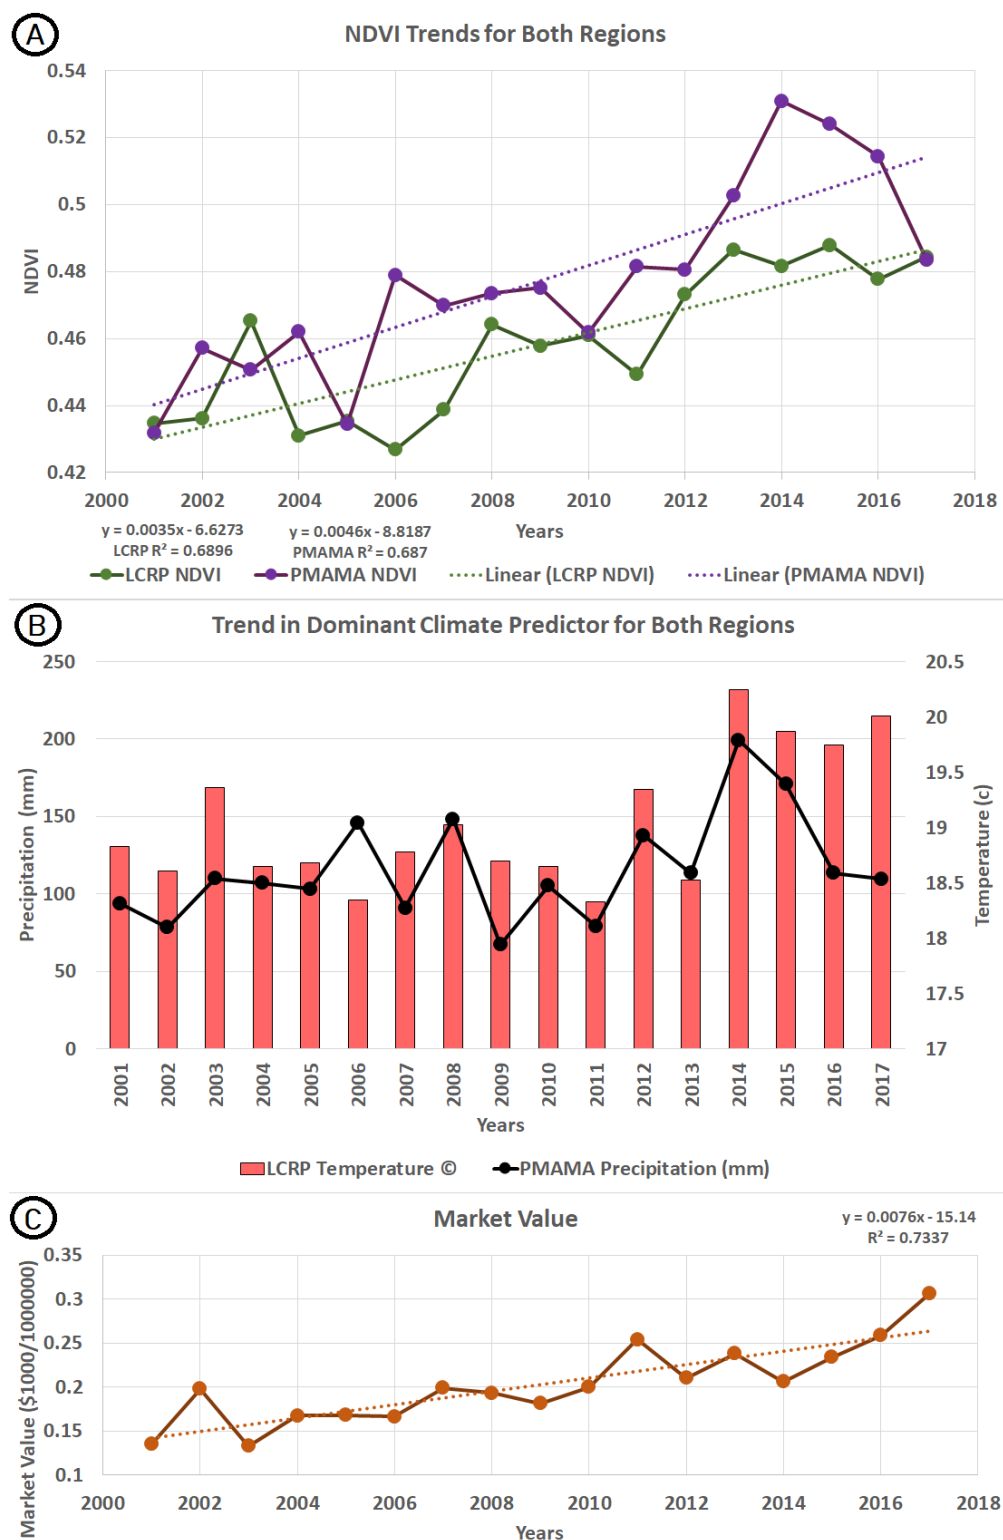 A
NDVI Trends for Both Regions
0.54
0.52
0.5
0.48
0.46
0.44
0.42
NDVI
2000 2002 2004 2006 2008 2010 2012 2014 2016 2018
Years
y = 0.0035x - 6.6273
LCRP R² = 0.6896
y = 0.0046x - 8.8187
PMAMA R² = 0.687
LCRP NDVI PMAMA NDVI Linear (LCRP NDVI) Linear (PMAMA NDVI)
B
Trend in Dominant Climate Predictor for Both Regions
250
200
150
100
50
0
Precipitation (mm)
20.5
20
19.5
19
18.5
18
17.5
17
Temperature (c)
2001 2002 2003 2004 2005 2006 2007 2008 2009 2010 2011 2012 2013 2014 2015 2016 2017
Years
LCRP Temperature © PMAMA Precipitation (mm)
C
Market Value
y = 0.0076x - 15.14
R² = 0.7337
0.35
0.3
0.25
0.2
0.15
0.1
Market Value ($1000/1000000)
2000 2002 2004 2006 2008 2010 2012 2014 2016 2018
Years